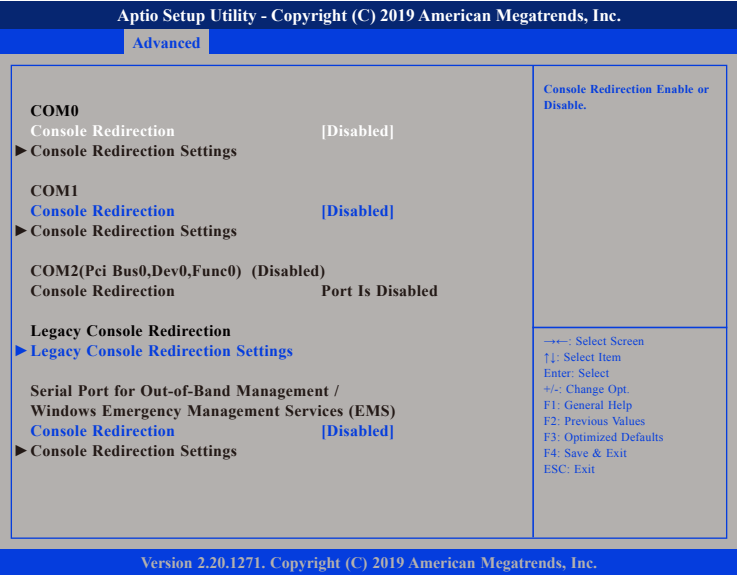 Aptio Setup Utility - Copyright (C) 2019 American Megatrends, Inc.
Advanced
COM0
Console Redirection [Disabled]
►Console Redirection Settings
COM1
Console Redirection [Disabled]
►Console Redirection Settings
COM2(Pci Bus0,Dev0,Func0) (Disabled)
Console Redirection Port Is Disabled
Legacy Console Redirection
►Legacy Console Redirection Settings
Serial Port for Out-of-Band Management /
Windows Emergency Management Services (EMS)
Console Redirection [Disabled]
►Console Redirection Settings
Console Redirection Enable or
Disable.
→←: Select Screen
↑↓: Select Item
Enter: Select
+/-: Change Opt.
F1: General Help
F2: Previous Values
F3: Optimized Defaults
F4: Save & Exit
ESC: Exit
Version 2.20.1271. Copyright (C) 2019 American Megatrends, Inc.